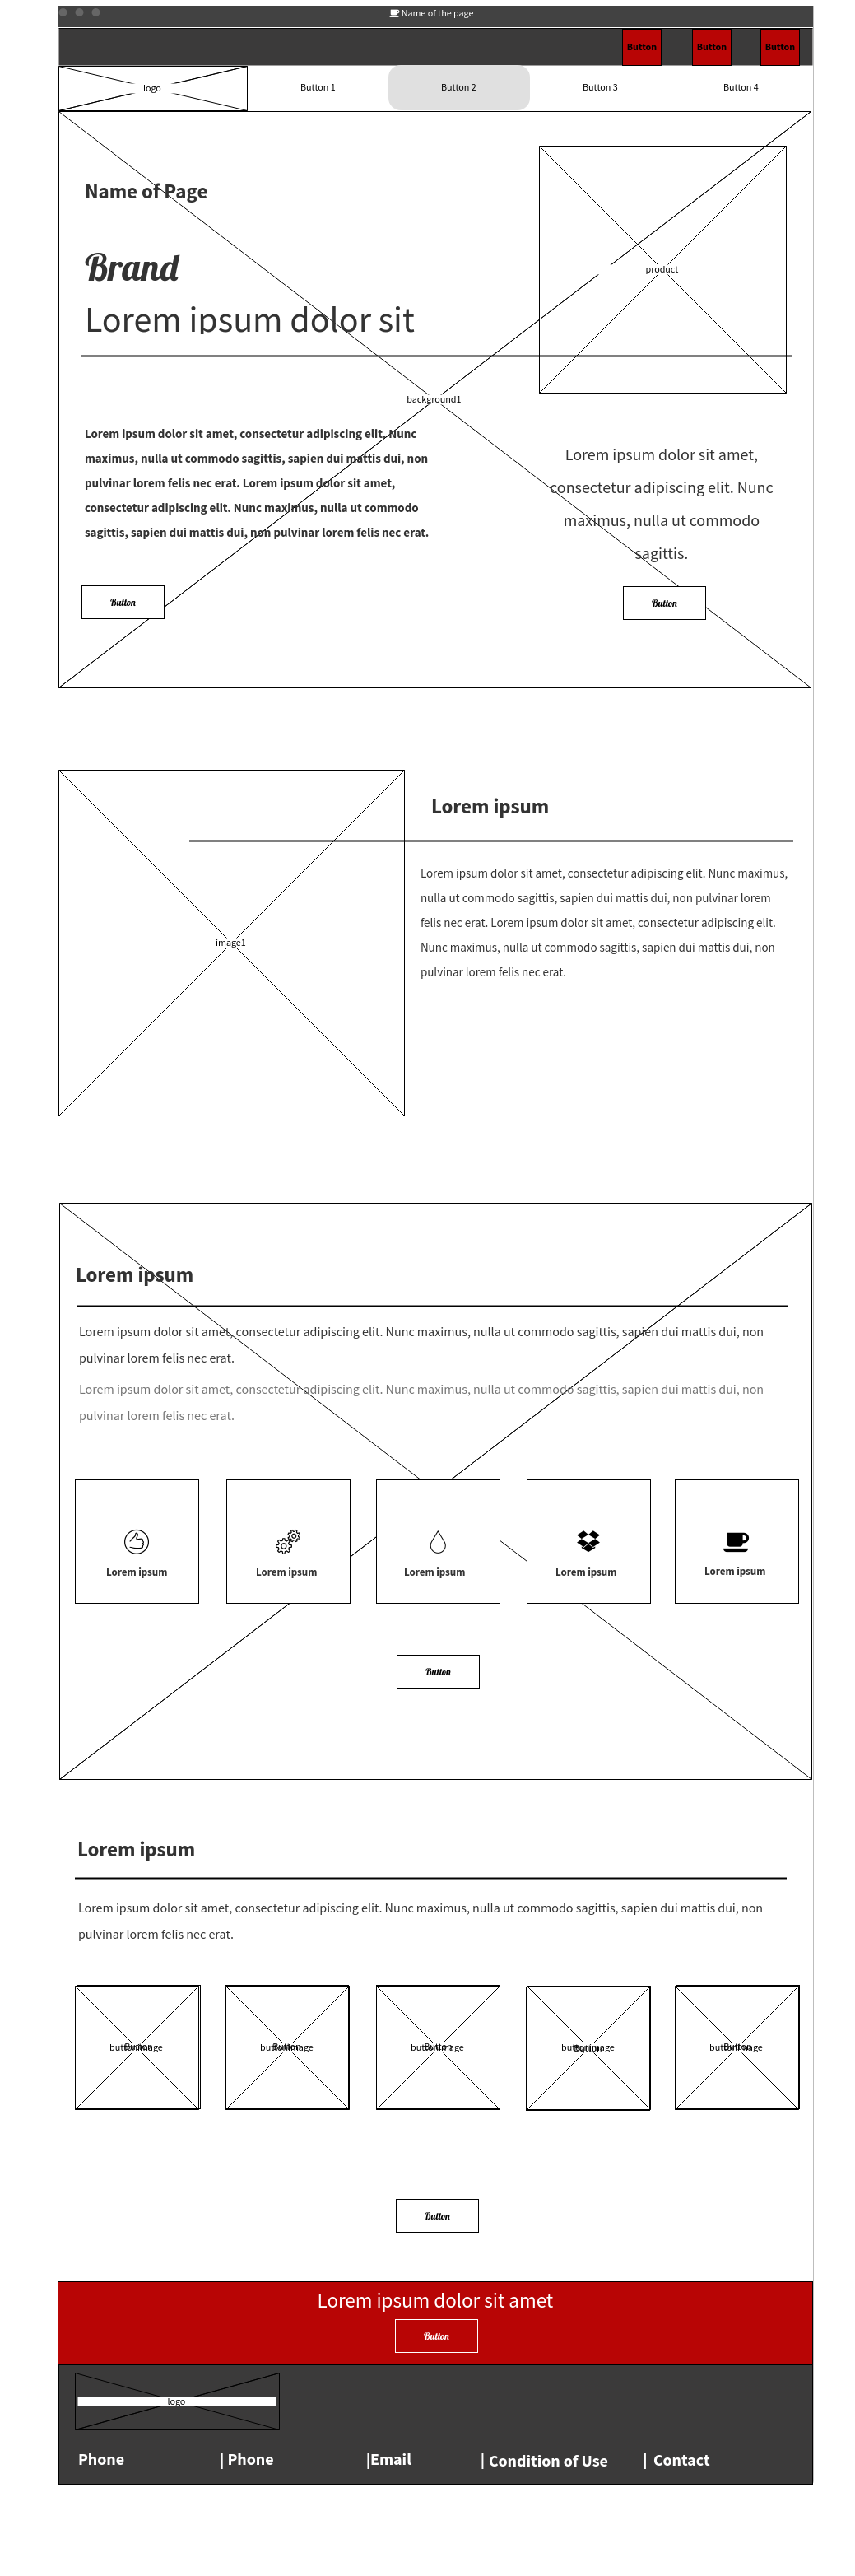 Name of the page
Button Button Button
logo Button 1 Button 2 Button 3 Button 4
Name of Page
Brand
Lorem ipsum dolor sit
product
background1
Lorem ipsum dolor sit amet, consectetur adipiscing elit. Nunc
maximus, nulla ut commodo sagittis, sapien dui mattis dui, non
pulvinar lorem felis nec erat. Lorem ipsum dolor sit amet,
consectetur adipiscing elit. Nunc maximus, nulla ut commodo
sagittis, sapien dui mattis dui, non pulvinar lorem felis nec erat.
Button
Lorem ipsum dolor sit amet,
consectetur adipiscing elit. Nunc
maximus, nulla ut commodo
sagittis.
Button
image1
Lorem ipsum
Lorem ipsum dolor sit amet, consectetur adipiscing elit. Nunc maximus,
nulla ut commodo sagittis, sapien dui mattis dui, non pulvinar lorem
felis nec erat. Lorem ipsum dolor sit amet, consectetur adipiscing elit.
Nunc maximus, nulla ut commodo sagittis, sapien dui mattis dui, non
pulvinar lorem felis nec erat.
Lorem ipsum
Lorem ipsum dolor sit amet, consectetur adipiscing elit. Nunc maximus, nulla ut commodo sagittis, sapien dui mattis dui, non
pulvinar lorem felis nec erat.
Lorem ipsum dolor sit amet, consectetur adipiscing elit. Nunc maximus, nulla ut commodo sagittis, sapien dui mattis dui, non
pulvinar lorem felis nec erat.
Lorem ipsum Lorem ipsum Lorem ipsum Lorem ipsum Lorem ipsum
Button
Lorem ipsum
Lorem ipsum dolor sit amet, consectetur adipiscing elit. Nunc maximus, nulla ut commodo sagittis, sapien dui mattis dui, non
pulvinar lorem felis nec erat.
Button Button Button Button Button
Button
Lorem ipsum dolor sit amet
Button
logo
Phone | Phone |Email | Condition of Use | Contact